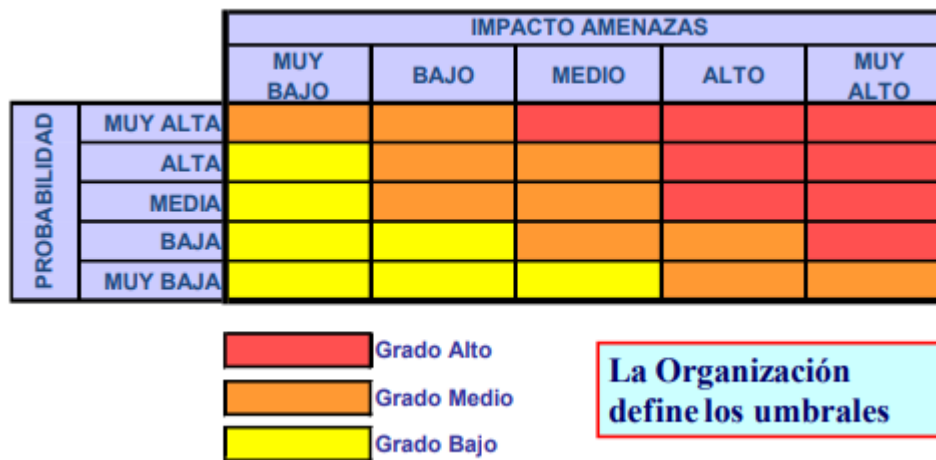 IMPACTO AMENAZAS
MUY BAJO
BAJO
MEDIO
ALTO
MUY ALTO
PROBABILIDAD
MUY ALTA
ALTA
MEDIA
BAJA
MUY BAJA
Grado Alto
Grado Medio
Grado Bajo
La Organización
define los umbrales